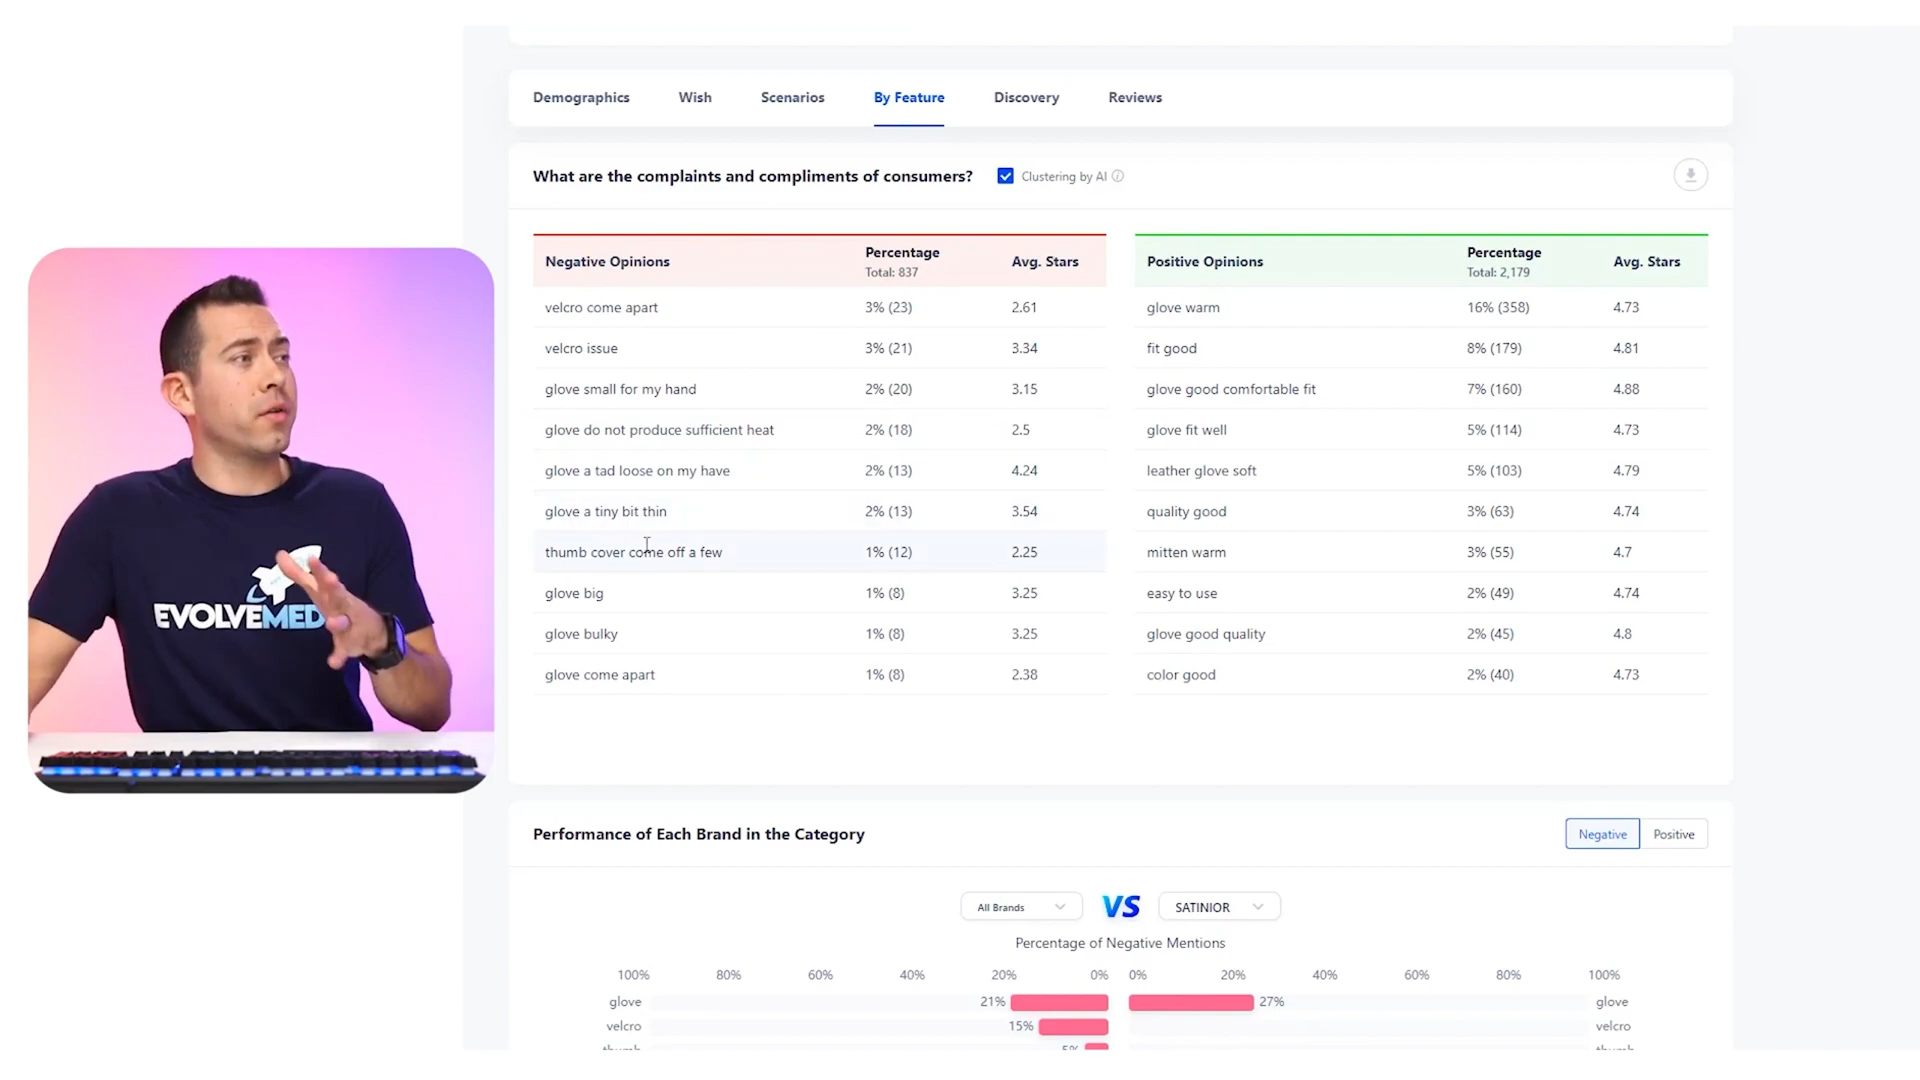 Demographics Wish Scenarios By Feature Discovery Reviews
What are the complaints and compliments of consumers? Clustering by AI
Negative Opinions Percentage Total: 837 Avg. Stars
velcro come apart 3% (23) 2.61
velcro issue 3% (21) 3.34
glove small for my hand 2% (20) 3.15
glove do not produce sufficient heat 2% (18) 2.5
glove a tad loose on my have 2% (13) 4.24
glove a tiny bit thin 2% (13) 3.54
thumb cover come off a few 1% (12) 2.25
glove big 1% (8) 3.25
glove bulky 1% (8) 3.25
glove come apart 1% (8) 2.38
Positive Opinions Percentage Total: 2,179 Avg. Stars
glove warm 16% (358) 4.73
fit good 8% (179) 4.81
glove good comfortable fit 7% (160) 4.88
glove fit well 5% (114) 4.73
leather glove soft 5% (103) 4.79
quality good 3% (63) 4.74
mitten warm 3% (55) 4.7
easy to use 2% (49) 4.74
glove good quality 2% (45) 4.8
color good 2% (40) 4.73
EVOLVEMED
Performance of Each Brand in the Category Negative Positive
All Brands VS SATINIOR
Percentage of Negative Mentions
100% 80% 60% 40% 20% 0% 0% 20% 40% 60% 80% 100%
glove 21% 27% glove
velcro 15% velcro
thumb 5% thumb